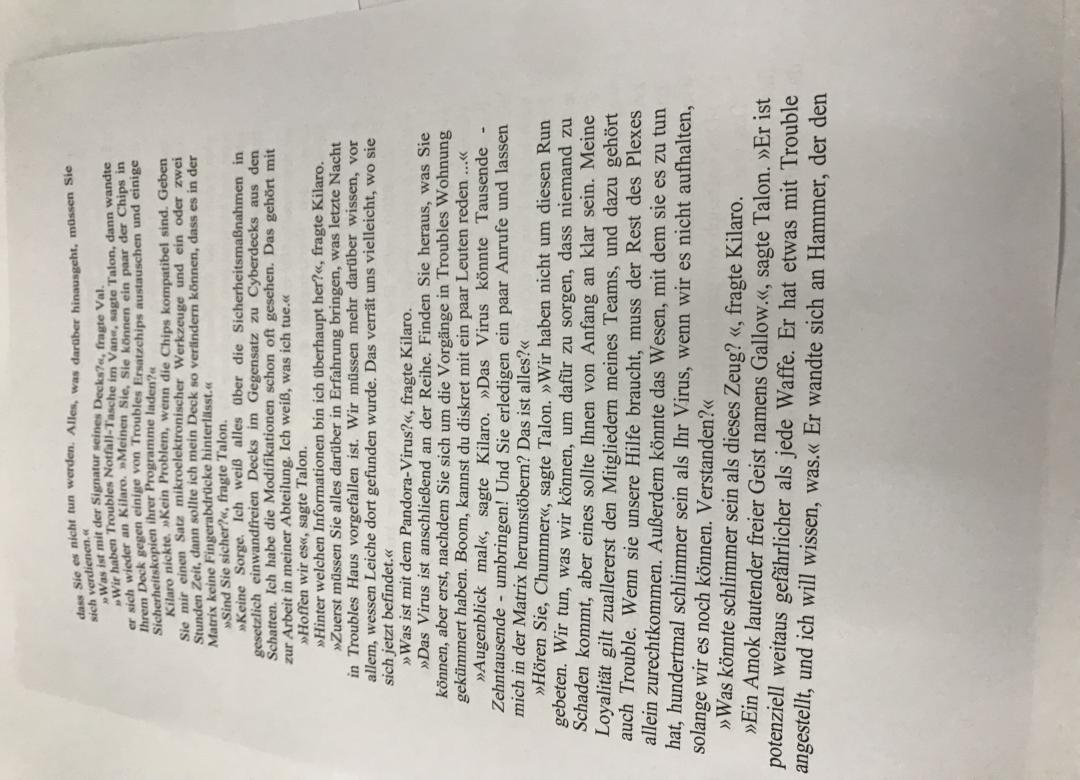 dass Sie es nicht tun werden. Alles, was darüber hinausgeht, müssen Sie
sich verdienen.«
»Was ist mit der Signatur seines Decks?«, fragte Val.
»Wir haben Troubles Notfall-Tasche im Van«, sagte Talon, dann wandte
er sich wieder an Kilaro. »Meinen Sie, Sie können ein paar der Chips in
Ihrem Deck gegen einige von Troubles Ersatzchips austauschen und einige
Sicherheitskopien ihrer Programme laden?«
Kilaro nickte. »Kein Problem, wenn die Chips kompatibel sind. Geben
Sie mir einen Satz mikroelektronischer Werkzeuge und ein oder zwei
Stunden Zeit, dann sollte ich mein Deck so verändern können, dass es in der
Matrix keine Fingerabdrücke hinterlässt.«
»Sind Sie sicher?«, fragte Talon.
»Keine Sorge. Ich weiß alles über die Sicherheitsmaßnahmen in
gesetzlich einwandfreien Decks im Gegensatz zu Cyberdecks aus den
Schatten. Ich habe die Modifikationen schon oft gesehen. Das gehört mit
zur Arbeit in meiner Abteilung. Ich weiß, was ich tue.«
»Hoffen wir es«, sagte Talon.
»Hinter welchen Informationen bin ich überhaupt her?«, fragte Kilaro.
»Zuerst müssen Sie alles darüber in Erfahrung bringen, was letzte Nacht
in Troubles Haus vorgefallen ist. Wir müssen mehr darüber wissen, vor
allem, wessen Leiche dort gefunden wurde. Das verrät uns vielleicht, wo sie
sich jetzt befindet.«
»Was ist mit dem Pandora-Virus?«, fragte Kilaro.
»Das Virus ist anschließend an der Reihe. Finden Sie heraus, was Sie
können, aber erst, nachdem Sie sich um die Vorgänge in Troubles Wohnung
gekümmert haben. Boom, kannst du diskret mit ein paar Leuten reden ...«
»Augenblick mal«, sagte Kilaro. »Das Virus könnte Tausende -
Zehntausende - umbringen! Und Sie erledigen ein paar Anrufe und lassen
mich in der Matrix herumstöbern? Das ist alles?«
»Hören Sie, Chummer«, sagte Talon. »Wir haben nicht um diesen Run
gebeten. Wir tun, was wir können, um dafür zu sorgen, dass niemand zu
Schaden kommt, aber eines sollte Ihnen von Anfang an klar sein. Meine
Loyalität gilt zuallererst den Mitgliedern meines Teams, und dazu gehört
auch Trouble. Wenn sie unsere Hilfe braucht, muss der Rest des Plexes
allein zurechtkommen. Außerdem könnte das Wesen, mit dem sie es zu tun
hat, hundertmal schlimmer sein als Ihr Virus, wenn wir es nicht aufhalten,
solange wir es noch können. Verstanden?«
»Was könnte schlimmer sein als dieses Zeug? «, fragte Kilaro.
»Ein Amok lautender freier Geist namens Gallow.«, sagte Talon. »Er ist
potenziell weitaus gefährlicher als jede Waffe. Er hat etwas mit Trouble
angestellt, und ich will wissen, was.« Er wandte sich an Hammer, der den